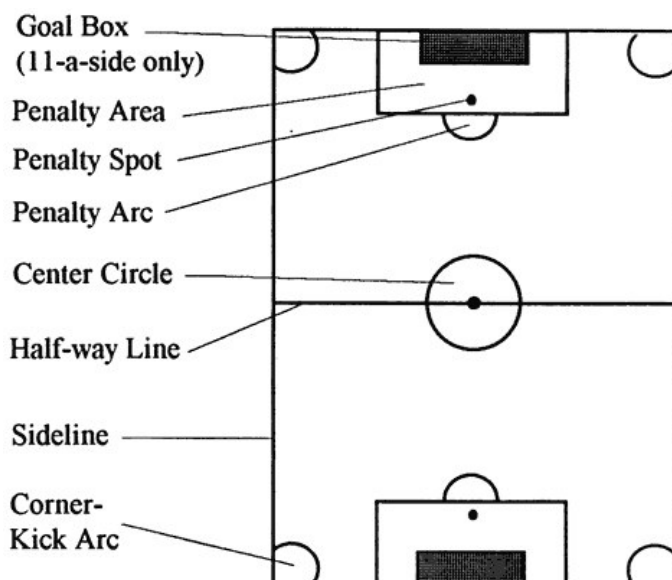 Goal Box
(11-a-side only)
Penalty Area
Penalty Spot
Penalty Arc
Center Circle
Half-way Line
Sideline
Corner-
Kick Arc